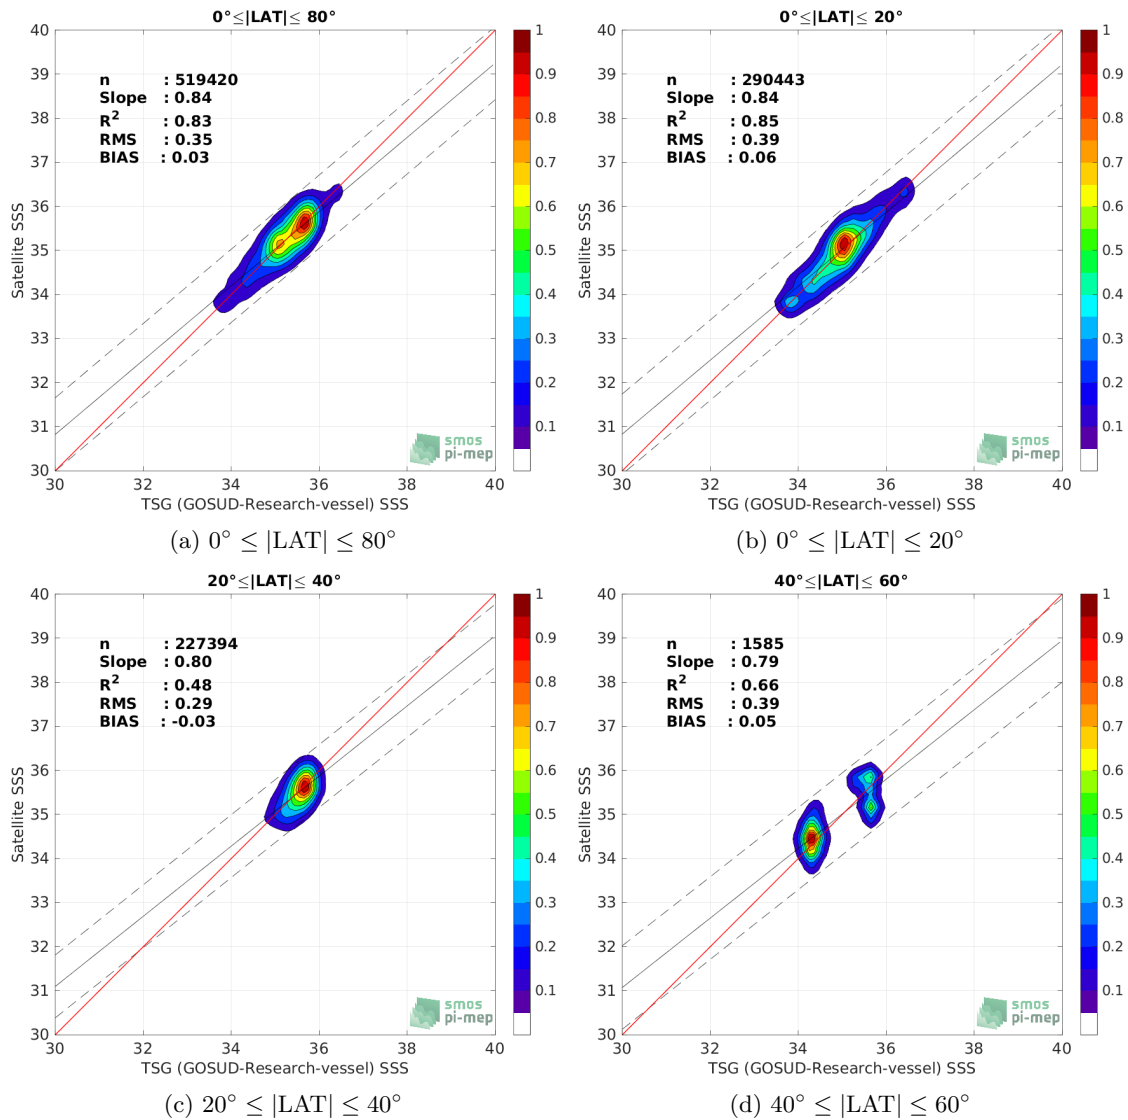 0°≤|LAT|≤ 80°
40
39
38
37
36
35
34
33
32
31
30
Satellite SSS
n : 519420
Slope : 0.84
R² : 0.83
RMS : 0.35
BIAS : 0.03
smos
pi-mep
30 32 34 36 38 40
TSG (GOSUD-Research-vessel) SSS
1
0.9
0.8
0.7
0.6
0.5
0.4
0.3
0.2
0.1
(a) 0° ≤ |LAT| ≤ 80°
0°≤|LAT|≤ 20°
40
39
38
37
36
35
34
33
32
31
30
Satellite SSS
n : 290443
Slope : 0.84
R² : 0.85
RMS : 0.39
BIAS : 0.06
smos
pi-mep
30 32 34 36 38 40
TSG (GOSUD-Research-vessel) SSS
1
0.9
0.8
0.7
0.6
0.5
0.4
0.3
0.2
0.1
(b) 0° ≤ |LAT| ≤ 20°
20°≤|LAT|≤ 40°
40
39
38
37
36
35
34
33
32
31
30
Satellite SSS
n : 227394
Slope : 0.80
R² : 0.48
RMS : 0.29
BIAS : -0.03
smos
pi-mep
30 32 34 36 38 40
TSG (GOSUD-Research-vessel) SSS
1
0.9
0.8
0.7
0.6
0.5
0.4
0.3
0.2
0.1
(c) 20° ≤ |LAT| ≤ 40°
40°≤|LAT|≤ 60°
40
39
38
37
36
35
34
33
32
31
30
Satellite SSS
n : 1585
Slope : 0.79
R² : 0.66
RMS : 0.39
BIAS : 0.05
smos
pi-mep
30 32 34 36 38 40
TSG (GOSUD-Research-vessel) SSS
1
0.9
0.8
0.7
0.6
0.5
0.4
0.3
0.2
0.1
(d) 40° ≤ |LAT| ≤ 60°